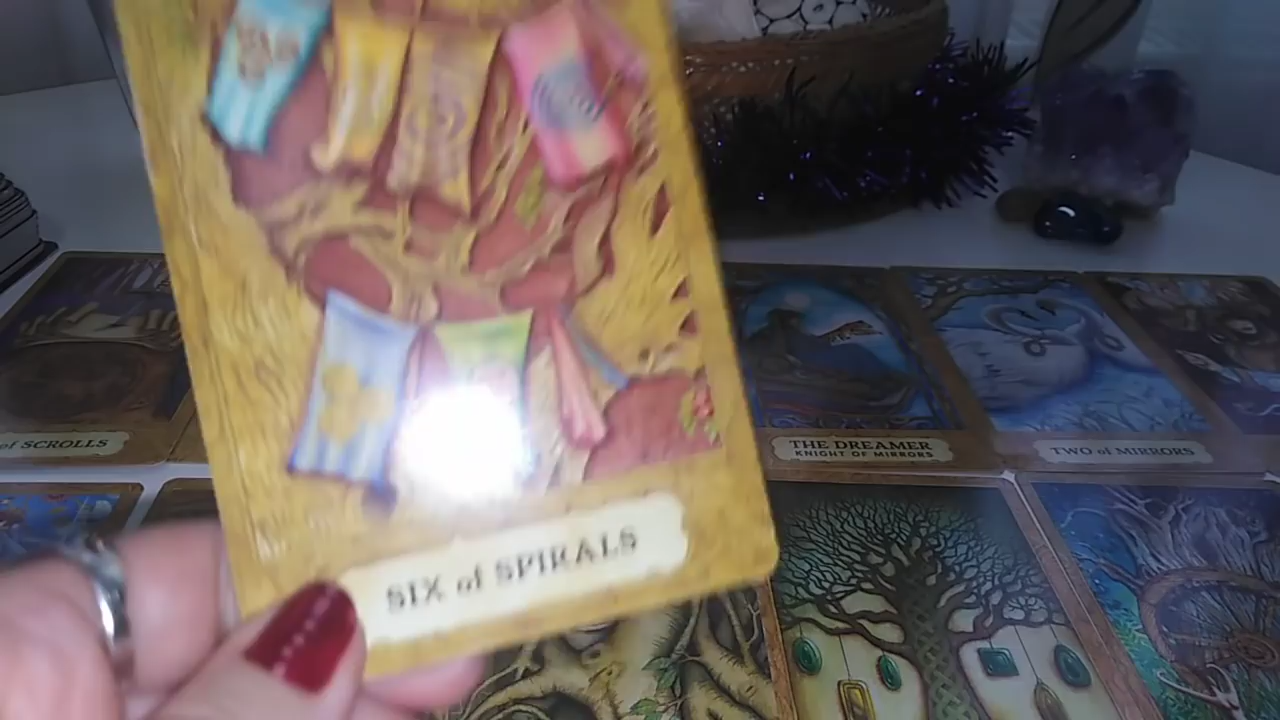 of SCROLLS
THE DREAMER
KNIGHT OF MIRRORS
TWO of MIRRORS
SIX of SPIRALS